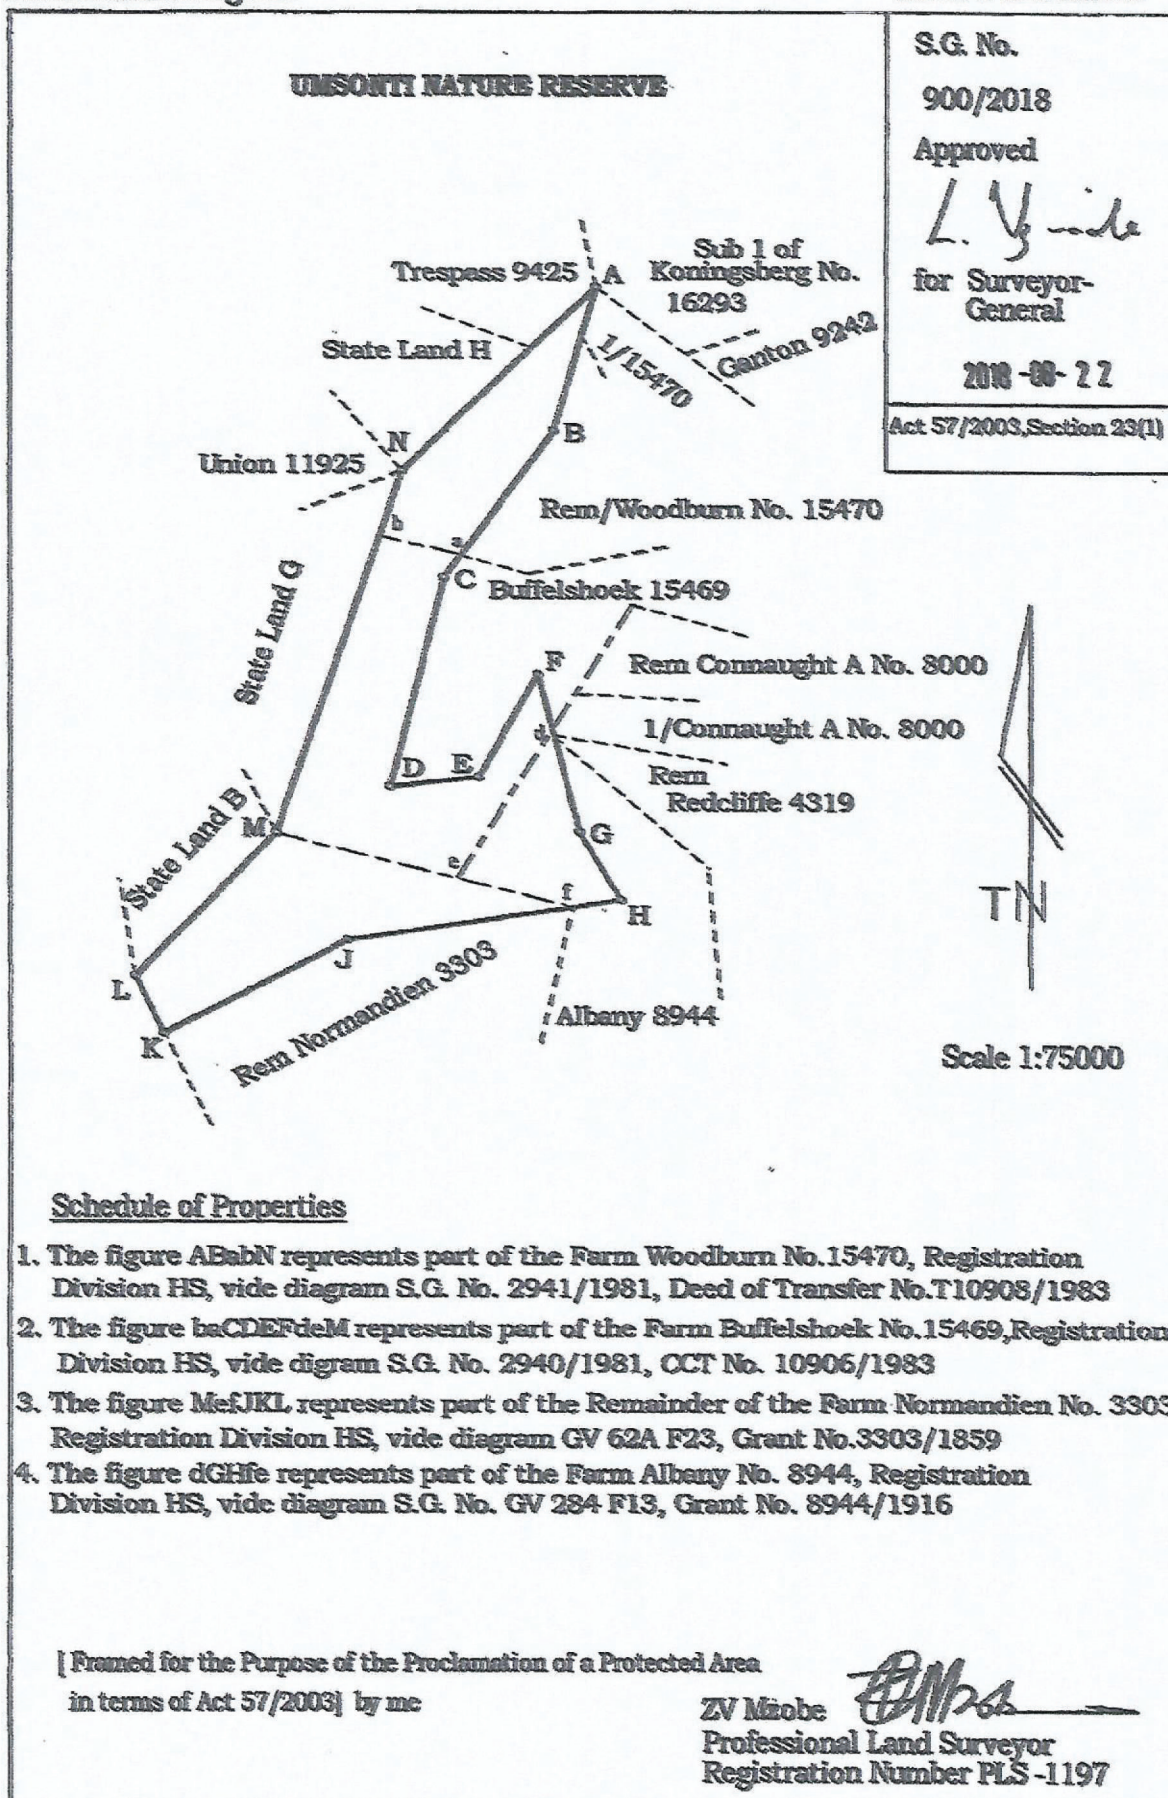 UMSONTI NATURE RESERVE
S.G. No.
900/2018
Approved
for Surveyor-
General
2018 -08- 22
Act 57/2003,Section 23(1)
Trespass 9425
A
Sub 1 of
Koningsberg No.
16293
State Land H
1/15470
Ganton 9242
N
B
Union 11925
b
a
Rem/Woodburn No. 15470
C
Buffelshoek 15469
State Land G
F
Rem Connaught A No. 8000
d
1/Connaught A No. 8000
D
E
Rem
Redcliffe 4319
State Land B
M
G
e
f
H
TN
J
L
Rem Normandien 3303
Albany 8944
K
Scale 1:75000
Schedule of Properties
1. The figure ABabN represents part of the Farm Woodburn No.15470, Registration
Division HS, vide diagram S.G. No. 2941/1981, Deed of Transfer No.T10908/1983
2. The figure baCDEFdeM represents part of the Farm Buffelshoek No.15469,Registration
Division HS, vide digram S.G. No. 2940/1981, CCT No. 10906/1983
3. The figure MefJKL represents part of the Remainder of the Farm Normandien No. 3303
Registration Division HS, vide diagram GV 62A F23, Grant No.3303/1859
4. The figure dGHfe represents part of the Farm Albany No. 8944, Registration
Division HS, vide diagram S.G. No. GV 284 F13, Grant No. 8944/1916
[ Framed for the Purpose of the Proclamation of a Protected Area
in terms of Act 57/2003] by me
ZV Mzobe
Professional Land Surveyor
Registration Number PLS -1197